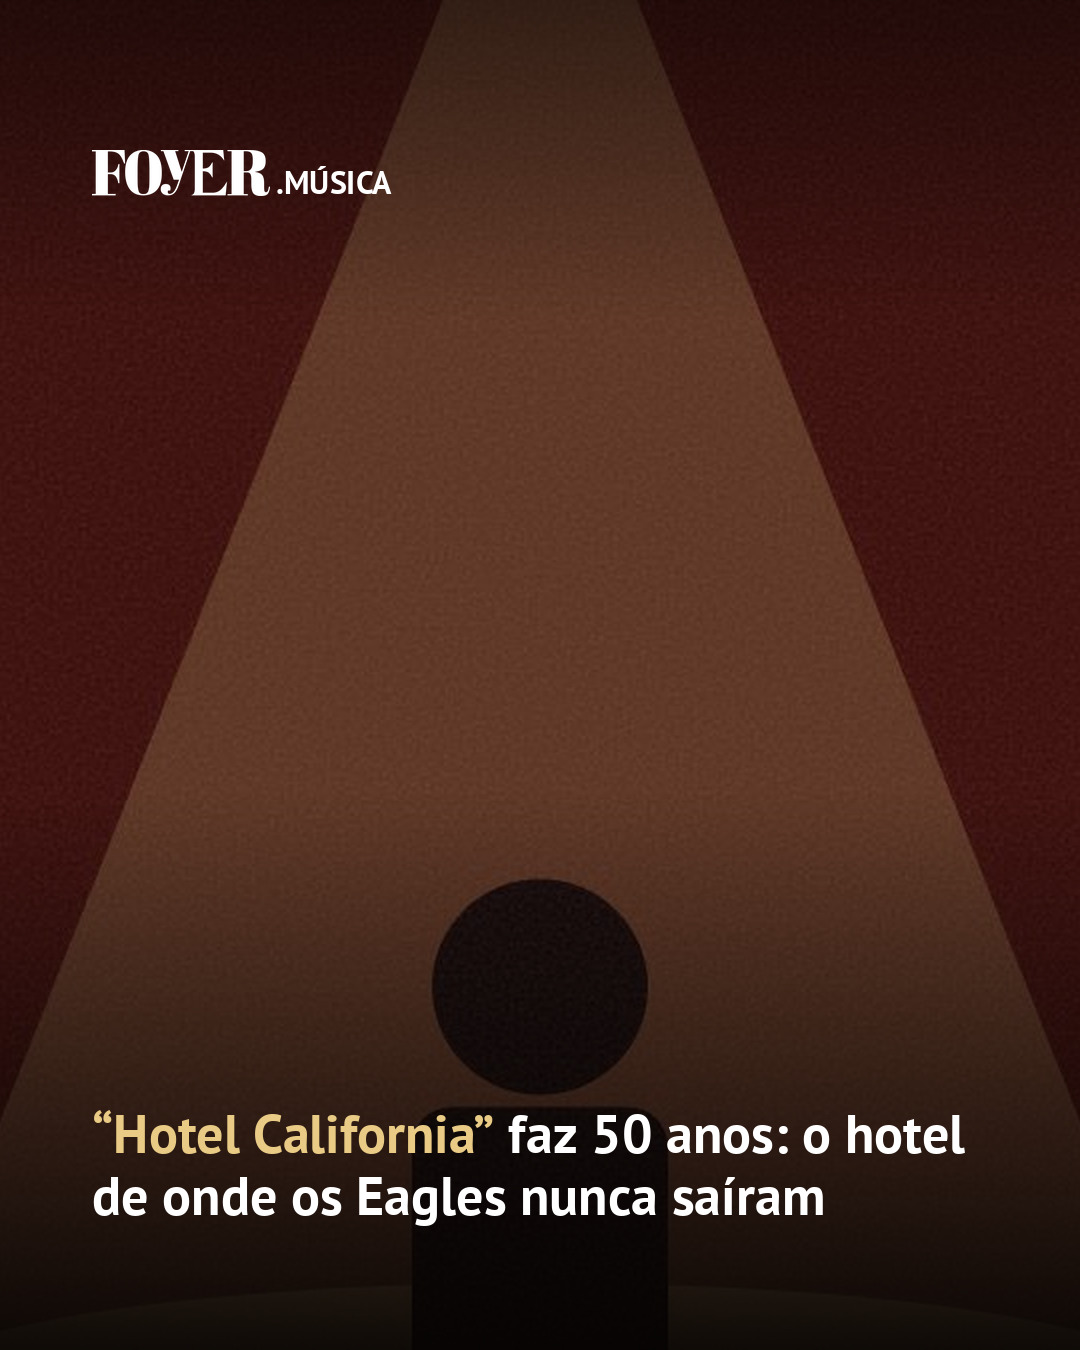 FOYER .MÚSICA
“Hotel California” faz 50 anos: o hotel
de onde os Eagles nunca saíram